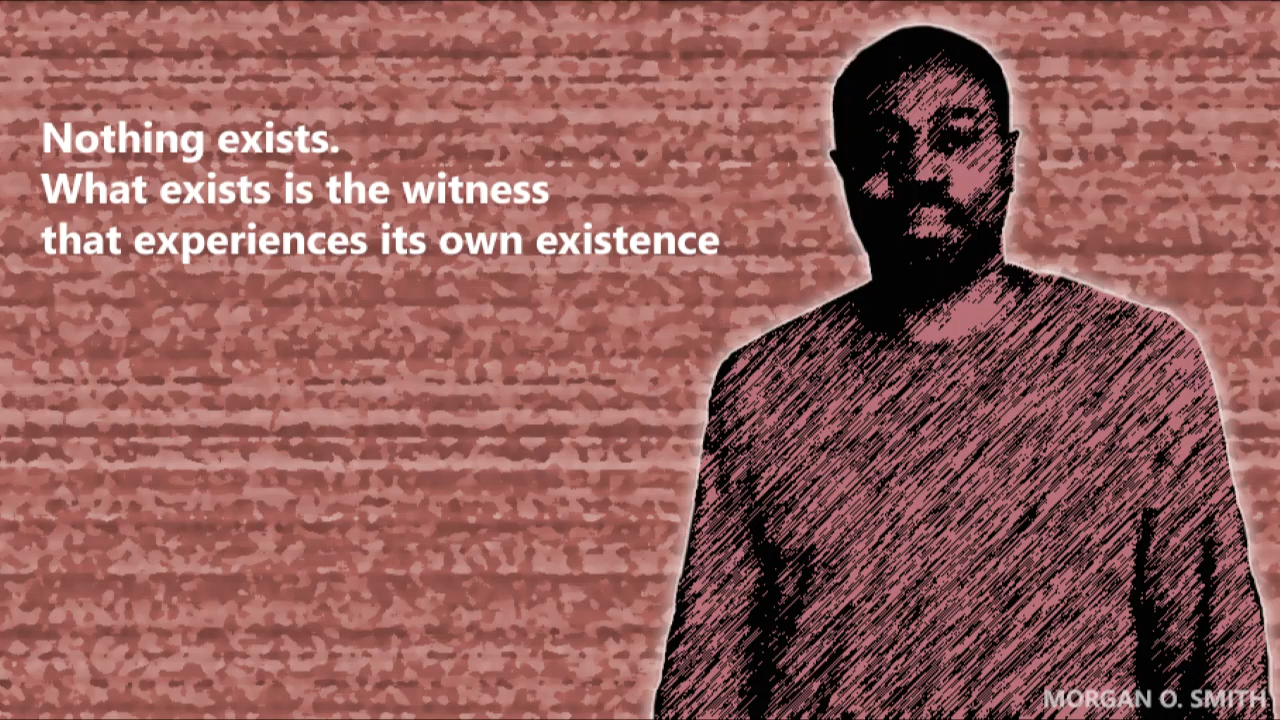 Nothing exists.
What exists is the witness
that experiences its own existence
MORGAN O. SMITH